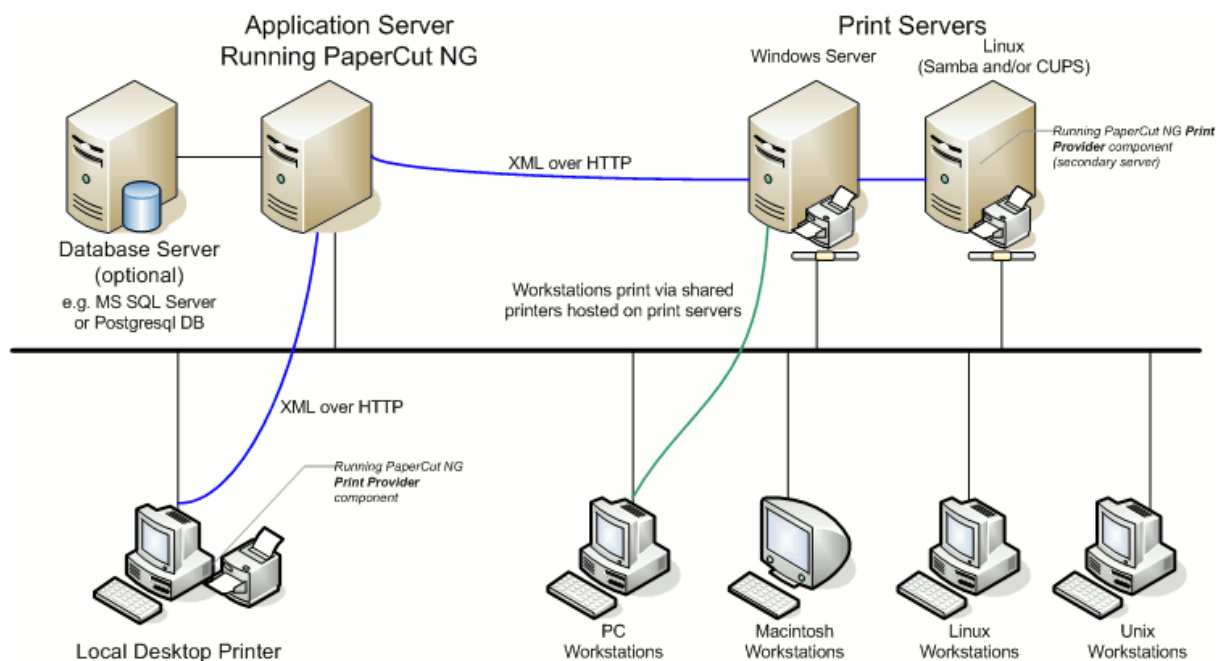 Application Server
Running PaperCut NG
Print Servers
Windows Server
Linux
(Samba and/or CUPS)
Running PaperCut NG Print
Provider component
(secondary server)
XML over HTTP
Database Server
(optional)
e.g. MS SQL Server
or Postgresql DB
Workstations print via shared
printers hosted on print servers
XML over HTTP
Running PaperCut NG
Print Provider
component
Local Desktop Printer
PC
Workstations
Macintosh
Workstations
Linux
Workstations
Unix
Workstations